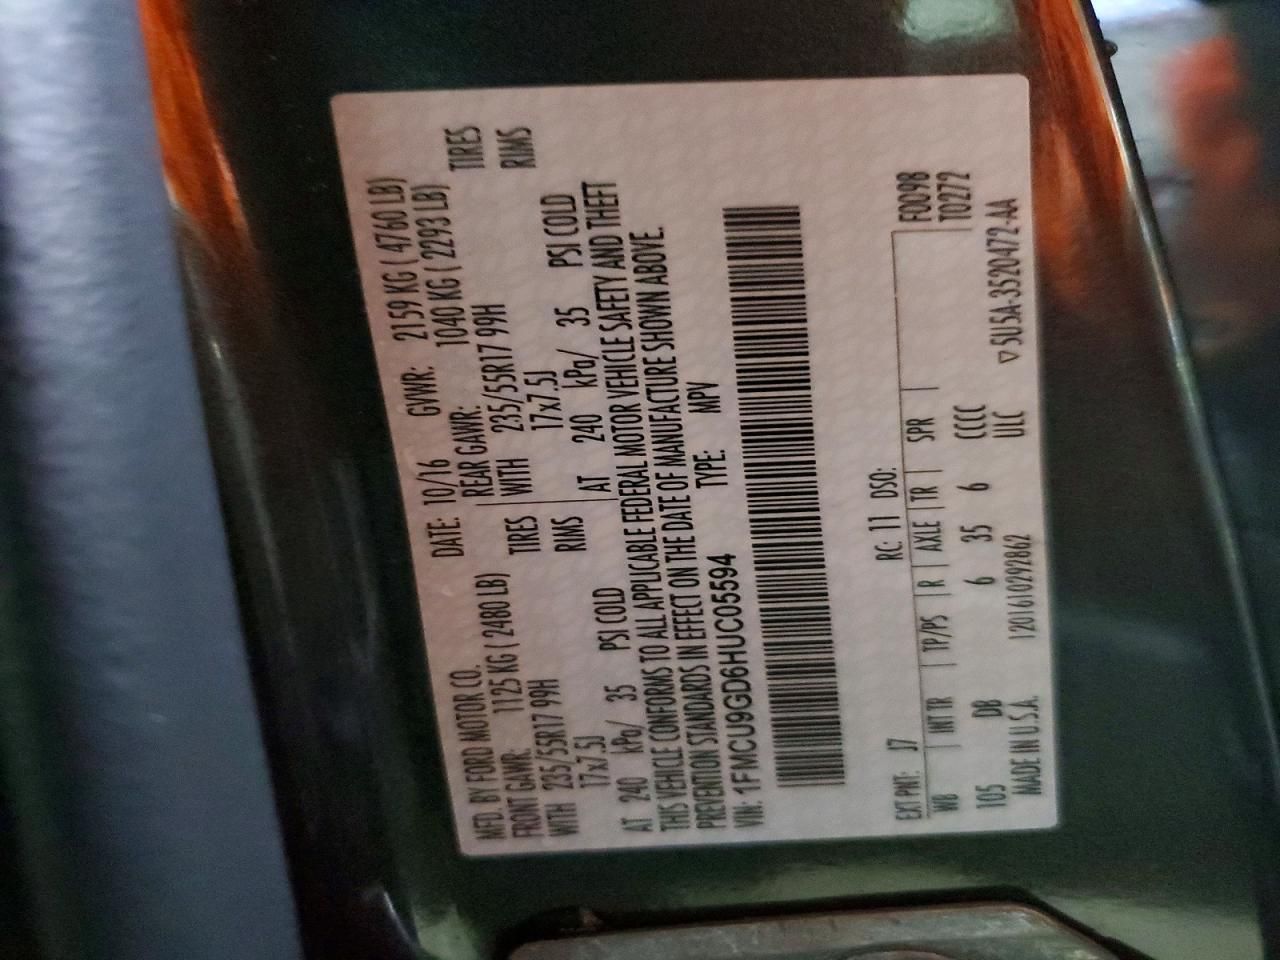 MFD. BY FORD MOTOR CO. DATE: 10/16 GVWR: 2159 KG ( 4760 LB)
FRONT GAWR: 1125 KG ( 2480 LB) REAR GAWR: 1040 KG ( 2293 LB)
WITH 235/55R17 99H TIRES WITH 235/55R17 99H TIRES
17x7.5J RIMS 17x7.5J RIMS
AT 240 kPa/ 35 PSI COLD AT 240 kPa/ 35 PSI COLD
THIS VEHICLE CONFORMS TO ALL APPLICABLE FEDERAL MOTOR VEHICLE SAFETY AND THEFT
PREVENTION STANDARDS IN EFFECT ON THE DATE OF MANUFACTURE SHOWN ABOVE.
VIN: 1FMCU9GD6HUC05594 TYPE: MPV
EXT PNT: J7 RC: 11 DSO: F0098
WB INT TR TP/PS R AXLE TR SPR T0272
105 DB 6 35 6 CCCC
MADE IN U.S.A. 1201610292862 ULC ▽5U5A-3520472-AA